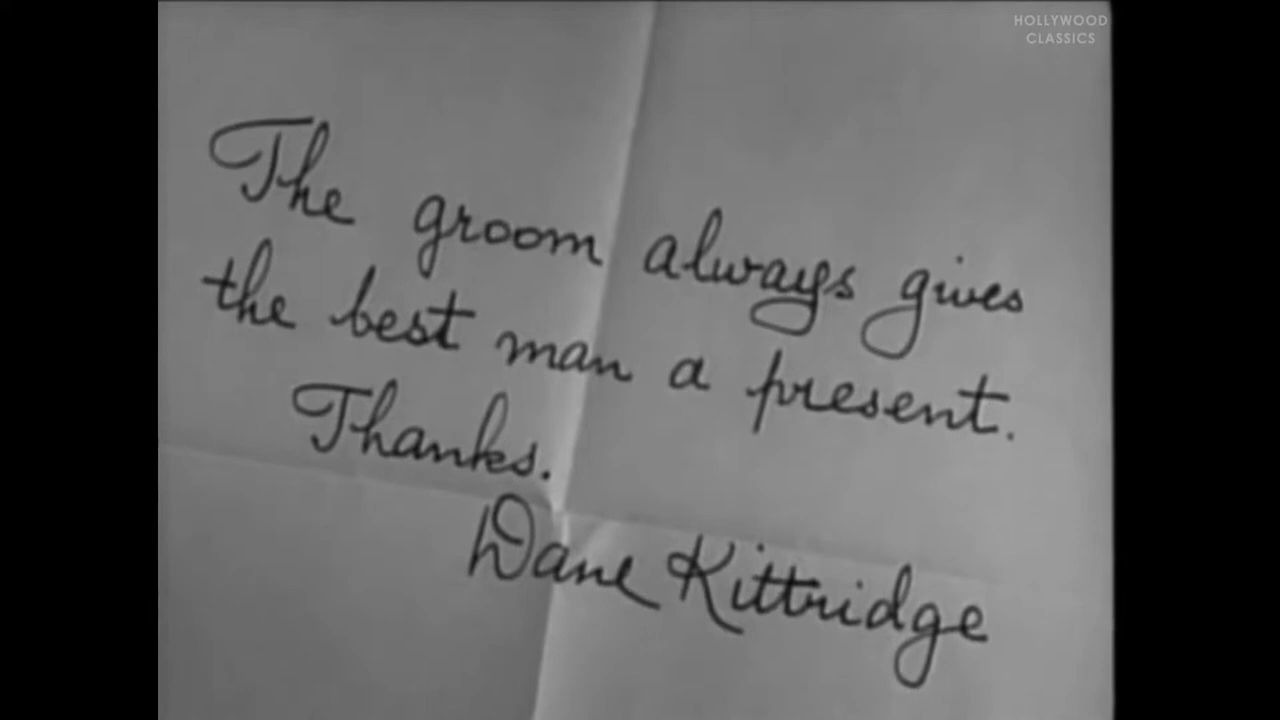 HOLLYWOOD
CLASSICS
The groom always gives
the best man a present.
Thanks.
Dane Kittridge